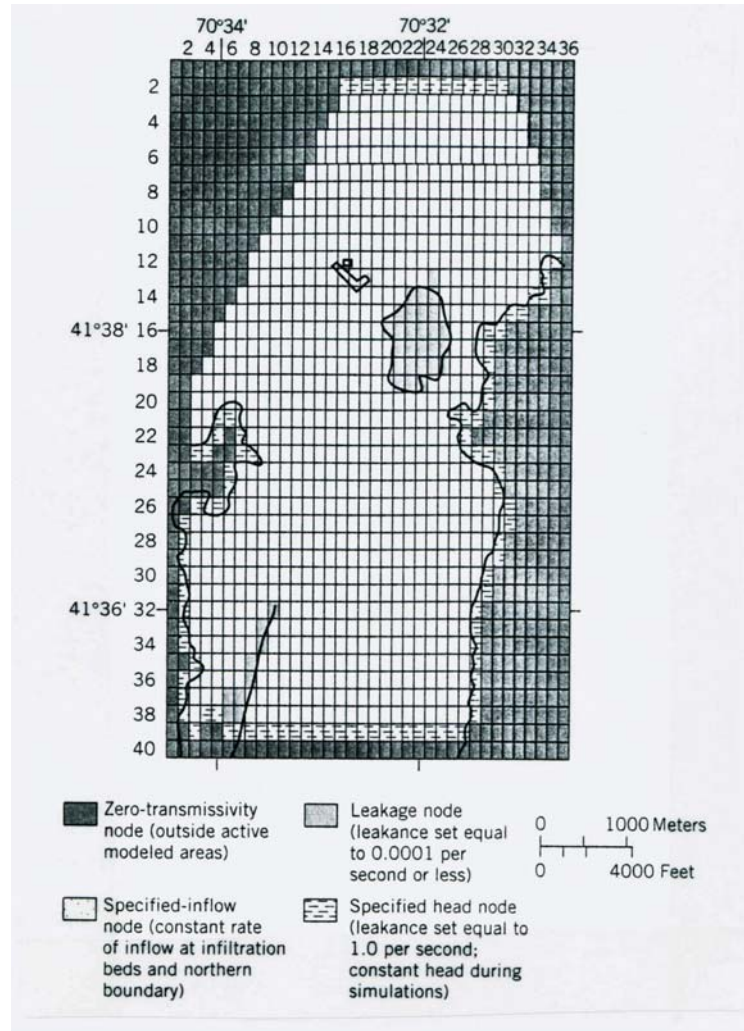 70°34' 70°32'
2 4 6 8 10 12 14 16 18 20 22 24 26 28 30 32 34 36
2
4
6
8
10
12
14
41°38' 16
18
20
22
24
26
28
30
41°36' 32
34
36
38
40
Zero-transmissivity
node (outside active
modeled areas)
Leakage node
(leakance set equal
to 0.0001 per
second or less)
0 1000 Meters
0 4000 Feet
Specified-inflow
node (constant rate
of inflow at infiltration
beds and northern
boundary)
Specified head node
(leakance set equal to
1.0 per second;
constant head during
simulations)